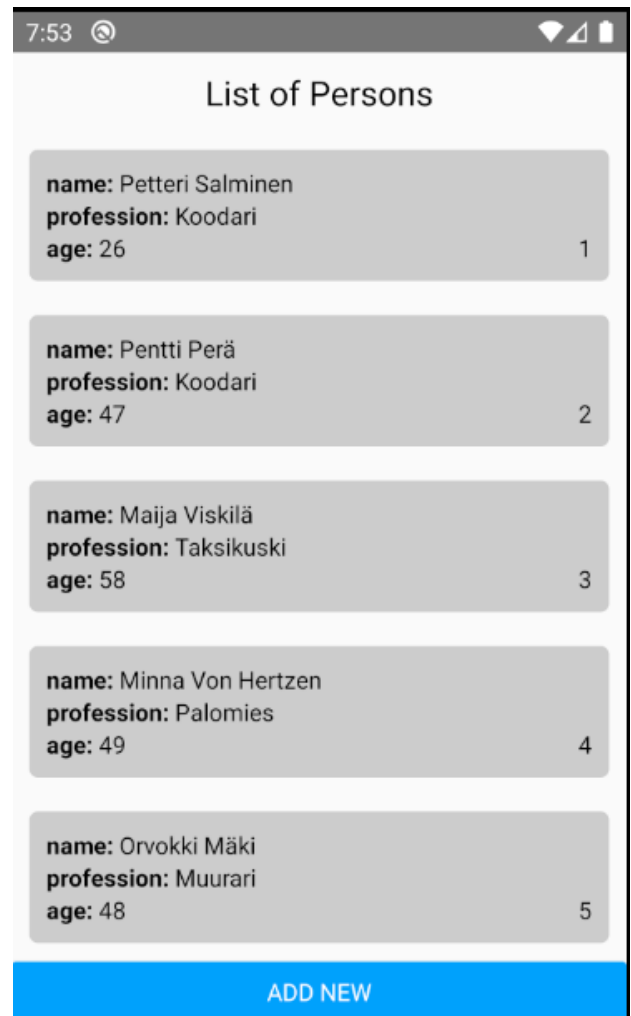 7:53
List of Persons
name: Petteri Salminen
profession: Koodari
age: 26 1
name: Pentti Perä
profession: Koodari
age: 47 2
name: Maija Viskilä
profession: Taksikuski
age: 58 3
name: Minna Von Hertzen
profession: Palomies
age: 49 4
name: Orvokki Mäki
profession: Muurari
age: 48 5
ADD NEW